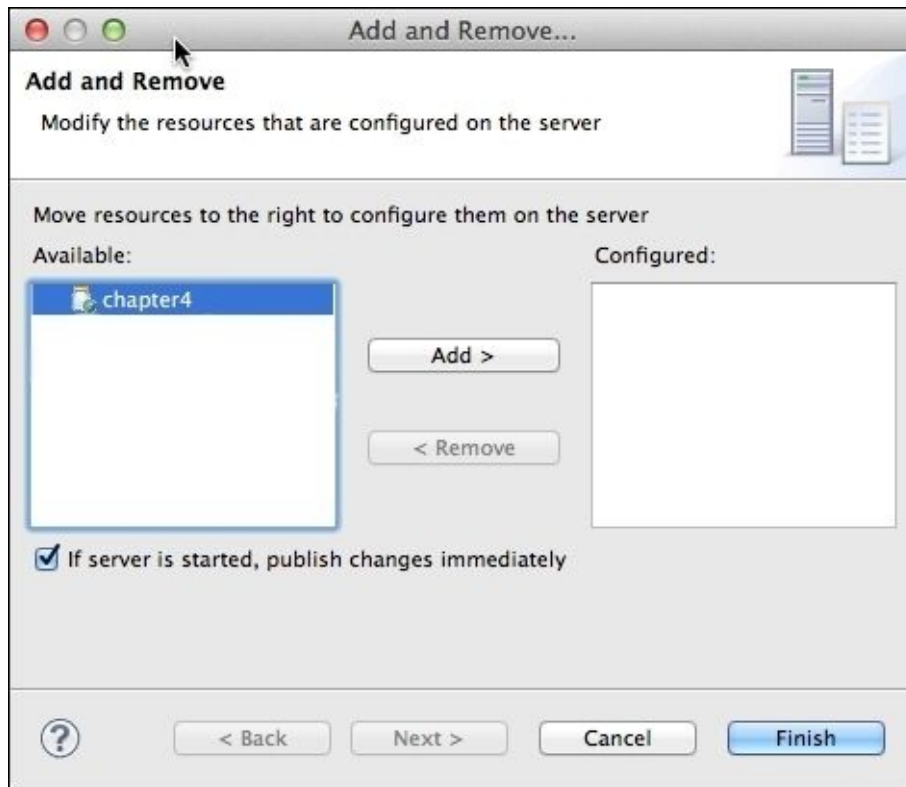 Add and Remove...
Add and Remove
Modify the resources that are configured on the server
Move resources to the right to configure them on the server
Available:
Configured:
chapter4
Add >
< Remove
If server is started, publish changes immediately
?
< Back
Next >
Cancel
Finish